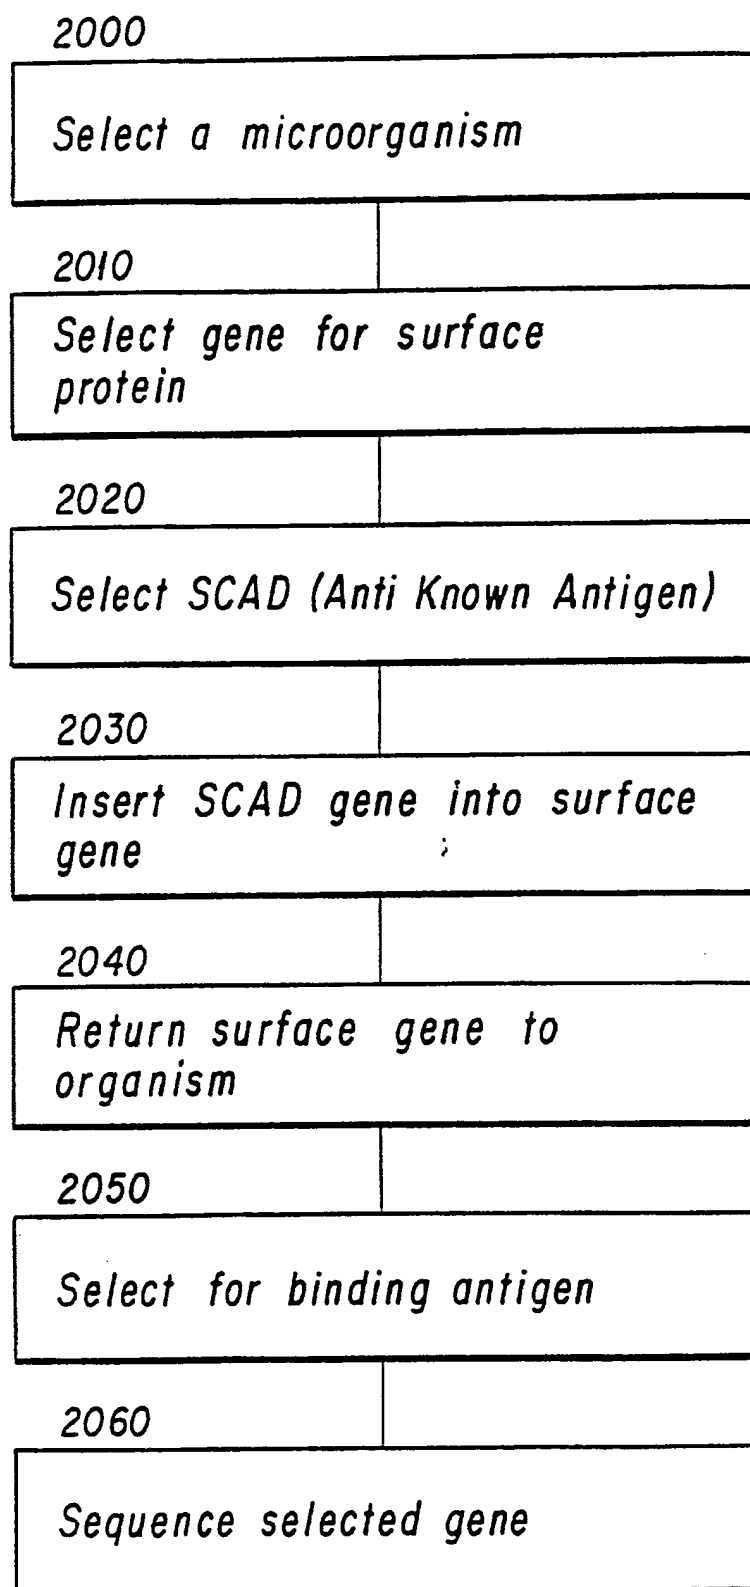 2000
Select a microorganism
2010
Select gene for surface
protein
2020
Select SCAD (Anti Known Antigen)
2030
Insert SCAD gene into surface
gene
2040
Return surface gene to
organism
2050
Select for binding antigen
2060
Sequence selected gene